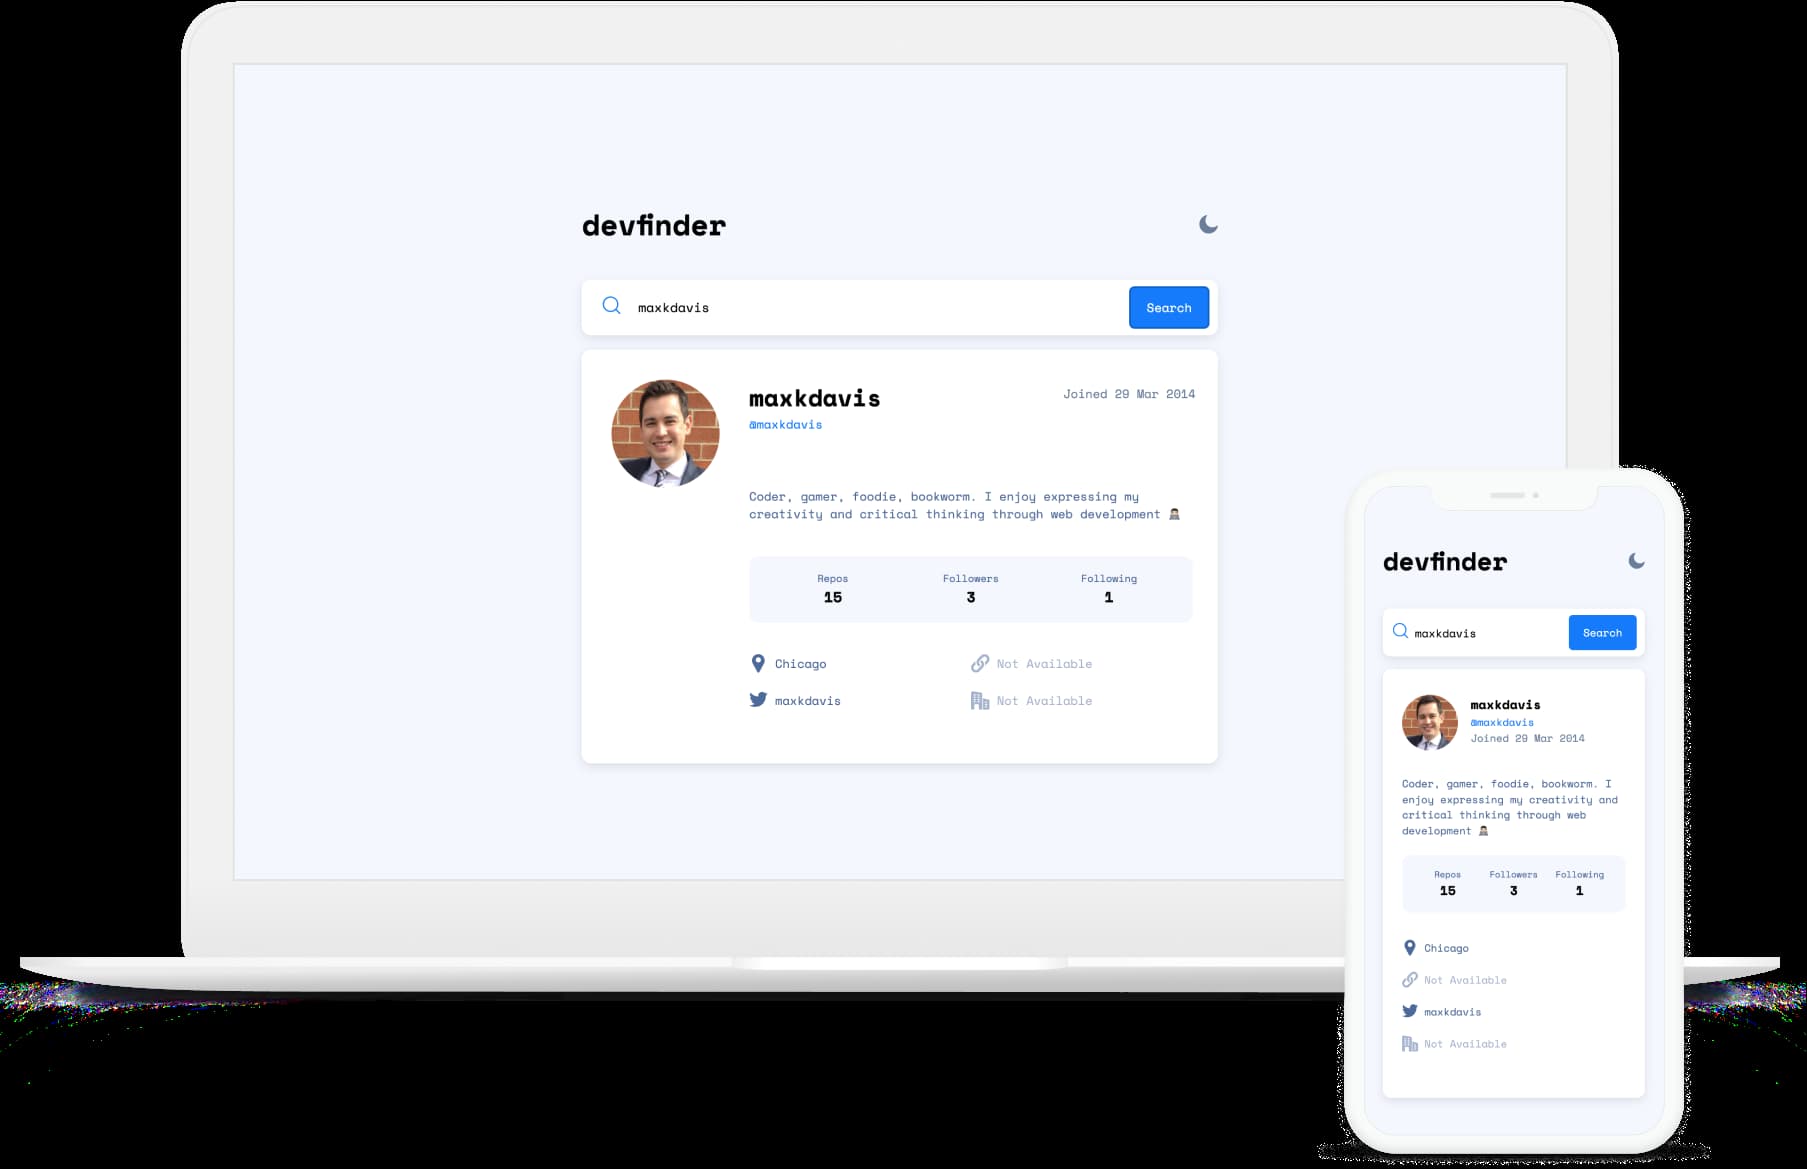 devfinder
maxkdavis
Search
maxkdavis
Joined 29 Mar 2014
@maxkdavis
Coder, gamer, foodie, bookworm. I enjoy expressing my
creativity and critical thinking through web development 👨🏻‍💻
Repos
Followers
Following
15
3
1
Chicago
Not Available
maxkdavis
Not Available
devfinder
maxkdavis
Search
maxkdavis
@maxkdavis
Joined 29 Mar 2014
Coder, gamer, foodie, bookworm. I
enjoy expressing my creativity and
critical thinking through web
development 👨🏻‍💻
Repos
Followers
Following
15
3
1
Chicago
Not Available
maxkdavis
Not Available